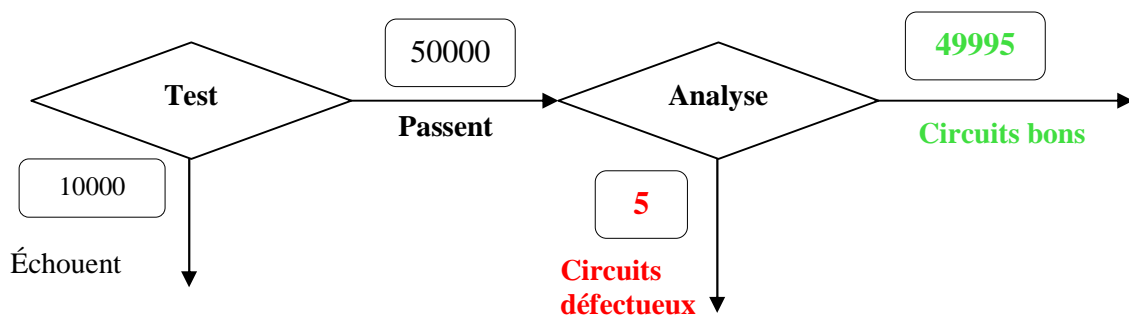 50000
49995
Test
Analyse
Passent
Circuits bons
10000
5
Échouent
Circuits
défectueux